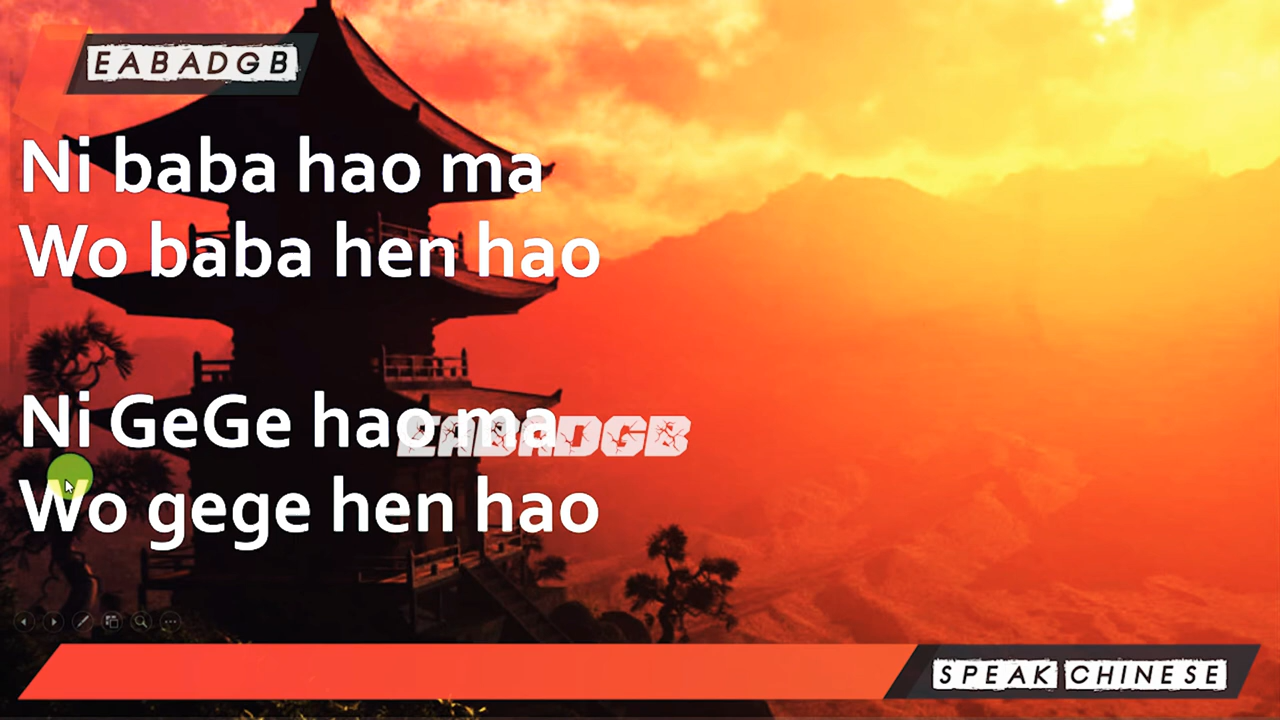 EABADGB
Ni baba hao ma
Wo baba hen hao
Ni GeGe hao ma
EABADGB
Wo gege hen hao
SPEAK CHINESE